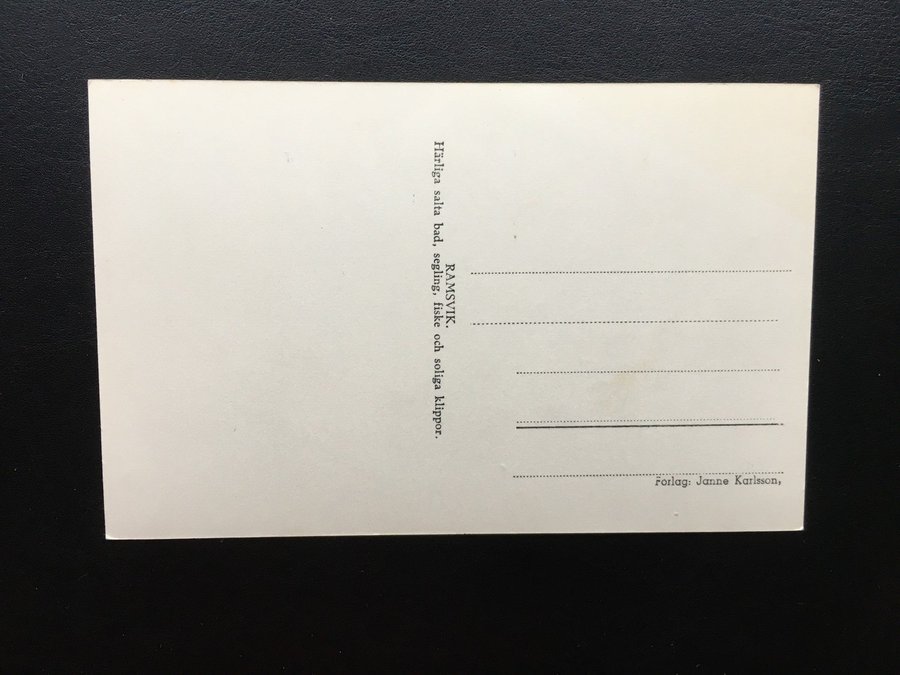 RAMSVIK.
Härliga salta bad, segling, fiske och soliga klippor.
Förlag: Janne Karlsson,